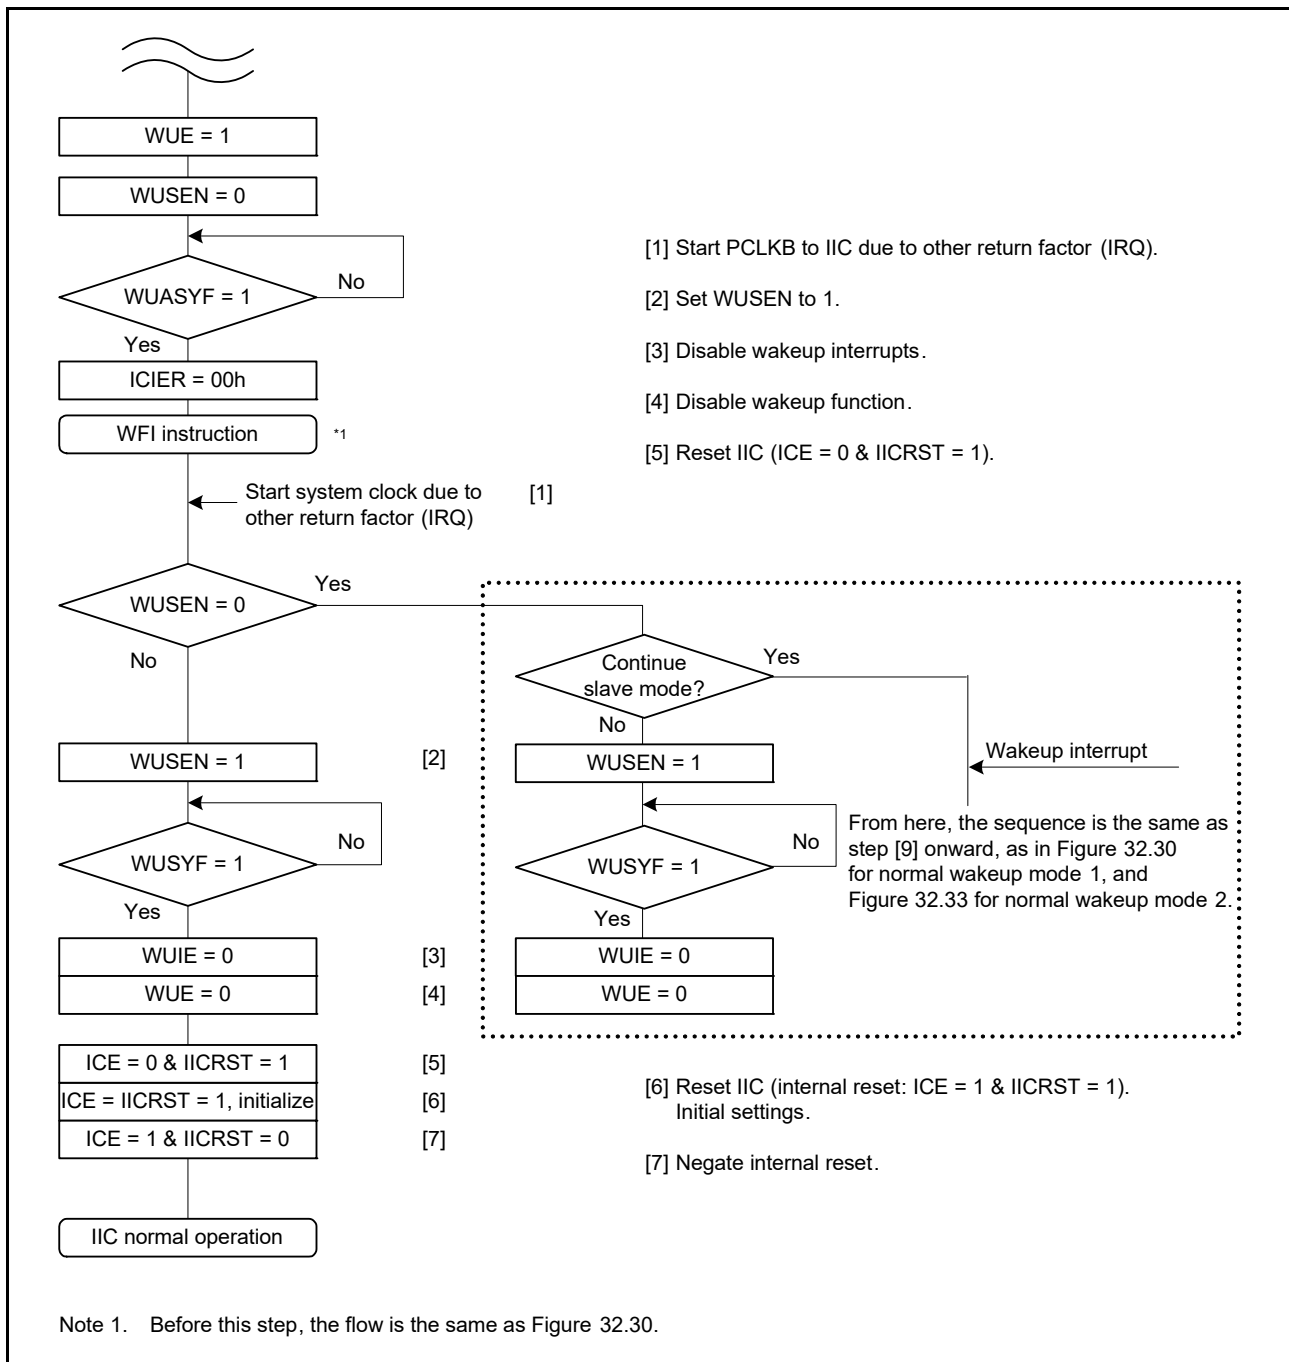 WUE = 1
WUSEN = 0
WUASYF = 1
No
Yes
ICIER = 00h
WFI instruction
*1
Start system clock due to
other return factor (IRQ)
[1]
[1] Start PCLKB to IIC due to other return factor (IRQ).
[2] Set WUSEN to 1.
[3] Disable wakeup interrupts.
[4] Disable wakeup function.
[5] Reset IIC (ICE = 0 & IICRST = 1).
WUSEN = 0
Yes
No
WUSEN = 1
[2]
WUSYF = 1
No
Yes
WUIE = 0
[3]
WUE = 0
[4]
ICE = 0 & IICRST = 1
[5]
ICE = IICRST = 1, initialize
[6]
ICE = 1 & IICRST = 0
[7]
IIC normal operation
Continue
slave mode?
Yes
No
WUSEN = 1
WUSYF = 1
No
Yes
WUIE = 0
WUE = 0
Wakeup interrupt
From here, the sequence is the same as
step [9] onward, as in Figure 32.30
for normal wakeup mode 1, and
Figure 32.33 for normal wakeup mode 2.
[6] Reset IIC (internal reset: ICE = 1 & IICRST = 1).
Initial settings.
[7] Negate internal reset.
Note 1. Before this step, the flow is the same as Figure 32.30.